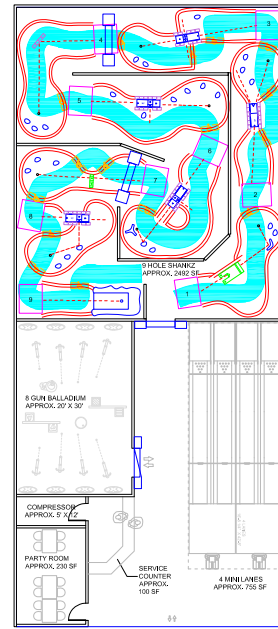 3
4
5
6
7
8
2
1
9
9 HOLE SHANKZ
APPROX. 2492 SF
8 GUN BALLADIUM
APPROX. 20' X 30'
COMPRESSOR
APPROX. 5' X 12'
PARTY ROOM
APPROX. 230 SF
SERVICE
COUNTER
APPROX.
100 SF
4 MINI LANES
APPROX. 755 SF